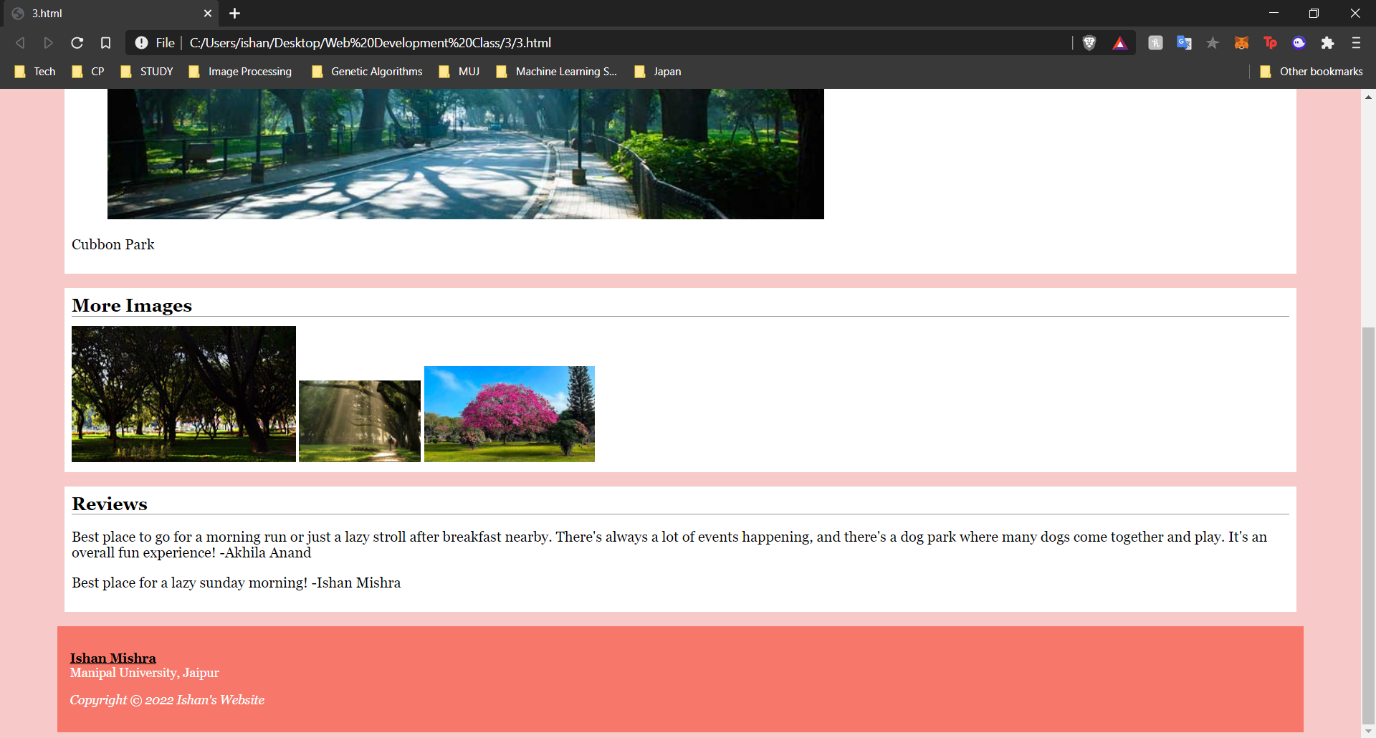 3.html
File C:/Users/ishan/Desktop/Web%20Development%20Class/3/3.html
Tech CP STUDY Image Processing Genetic Algorithms MUJ Machine Learning S... Japan Other bookmarks
Cubbon Park
More Images
Reviews
Best place to go for a morning run or just a lazy stroll after breakfast nearby. There's always a lot of events happening, and there's a dog park where many dogs come together and play. It's an
overall fun experience! -Akhila Anand
Best place for a lazy sunday morning! -Ishan Mishra
Ishan Mishra
Manipal University, Jaipur
Copyright © 2022 Ishan's Website